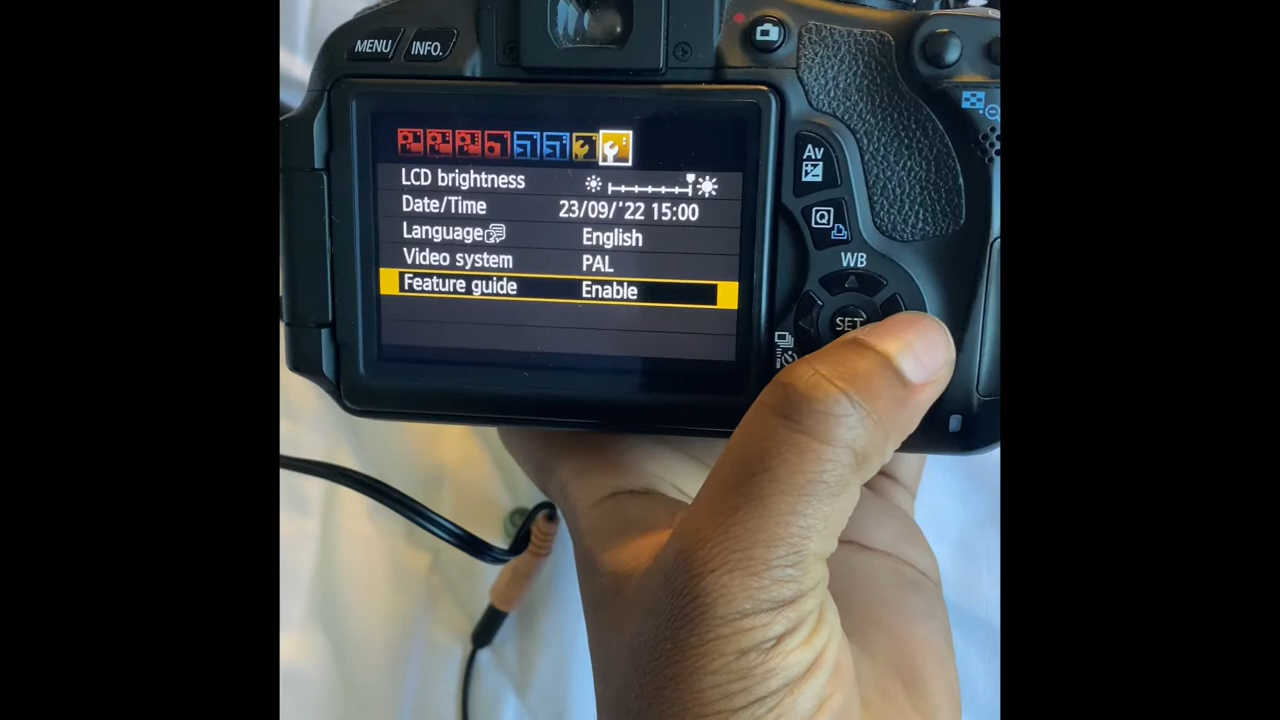 MENU INFO.
Av
Q
WB
SET
LCD brightness
Date/Time 23/09/'22 15:00
Language English
Video system PAL
Feature guide Enable